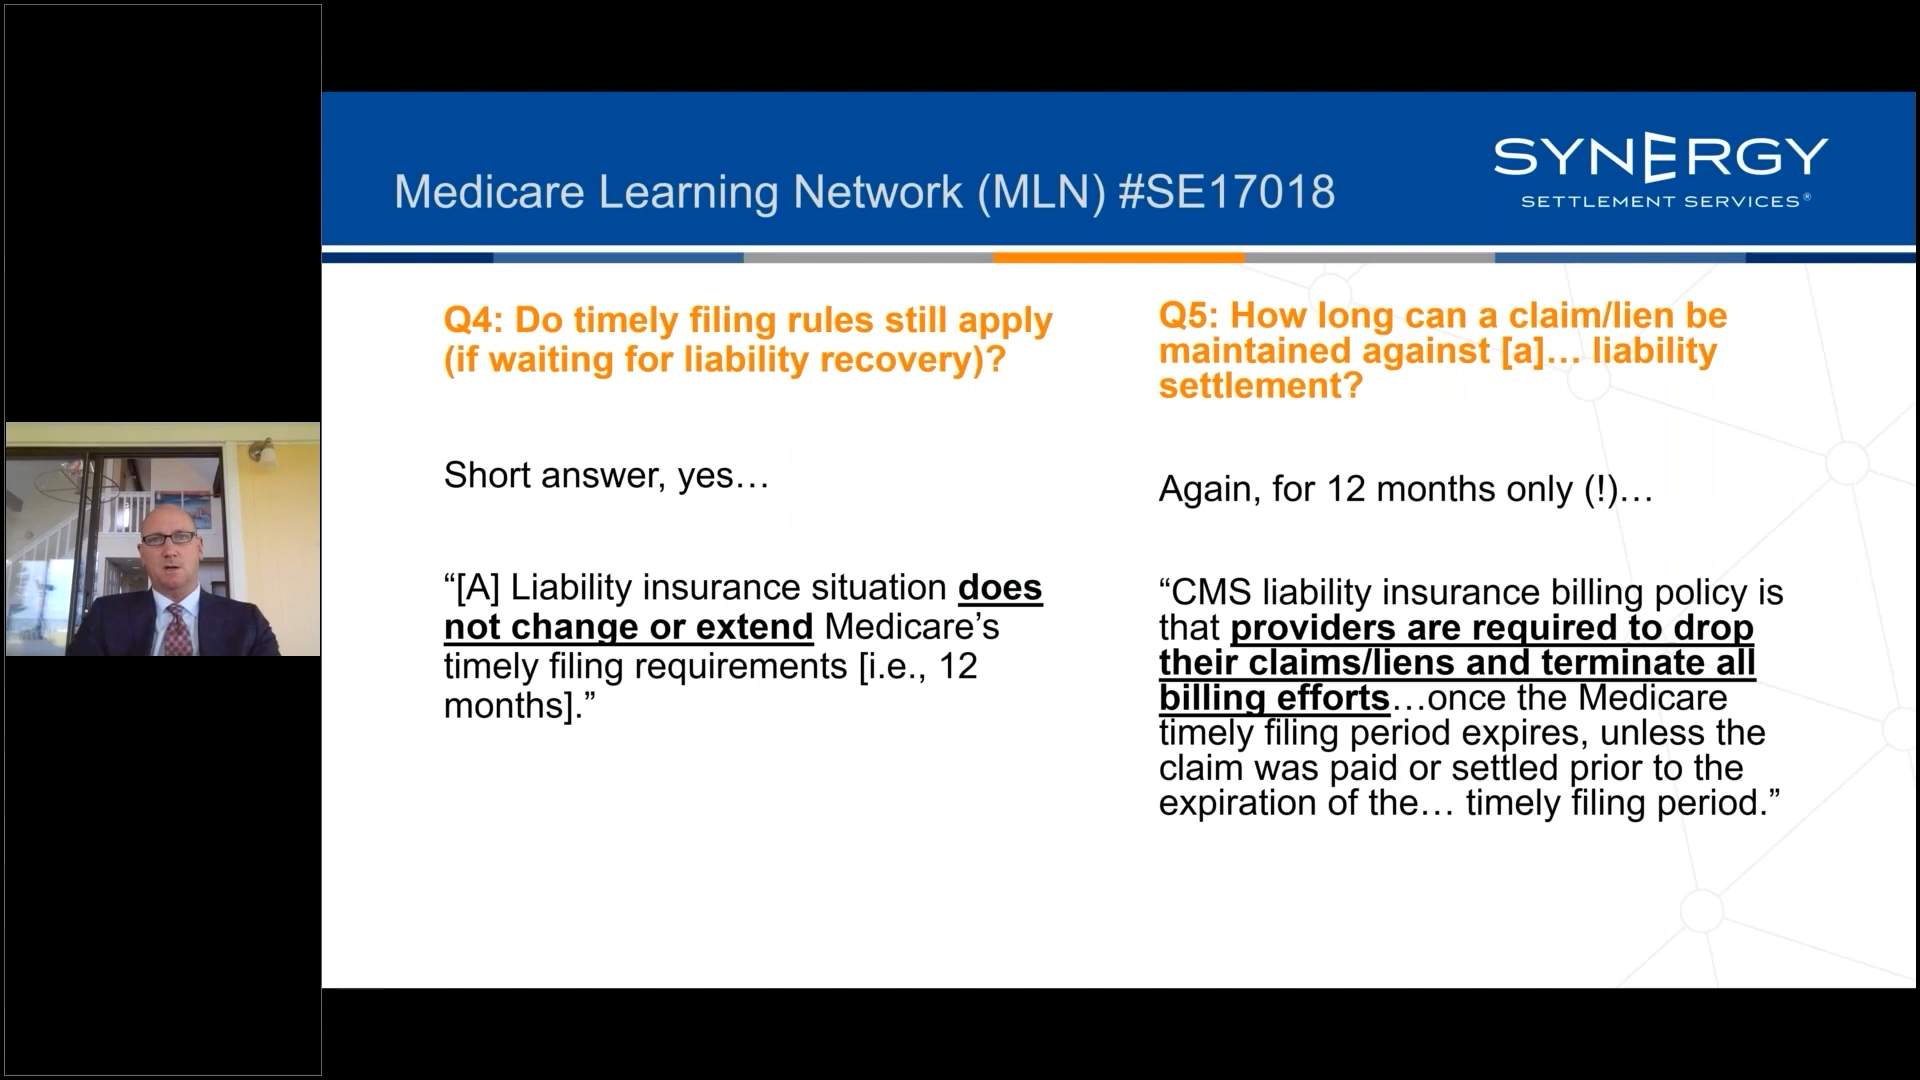 Medicare Learning Network (MLN) #SE17018
SYNERGY
SETTLEMENT SERVICES®
Q4: Do timely filing rules still apply
(if waiting for liability recovery)?
Short answer, yes…
“[A] Liability insurance situation does
not change or extend Medicare’s
timely filing requirements [i.e., 12
months].”
Q5: How long can a claim/lien be
maintained against [a]… liability
settlement?
Again, for 12 months only (!)…
“CMS liability insurance billing policy is
that providers are required to drop
their claims/liens and terminate all
billing efforts…once the Medicare
timely filing period expires, unless the
claim was paid or settled prior to the
expiration of the… timely filing period.”